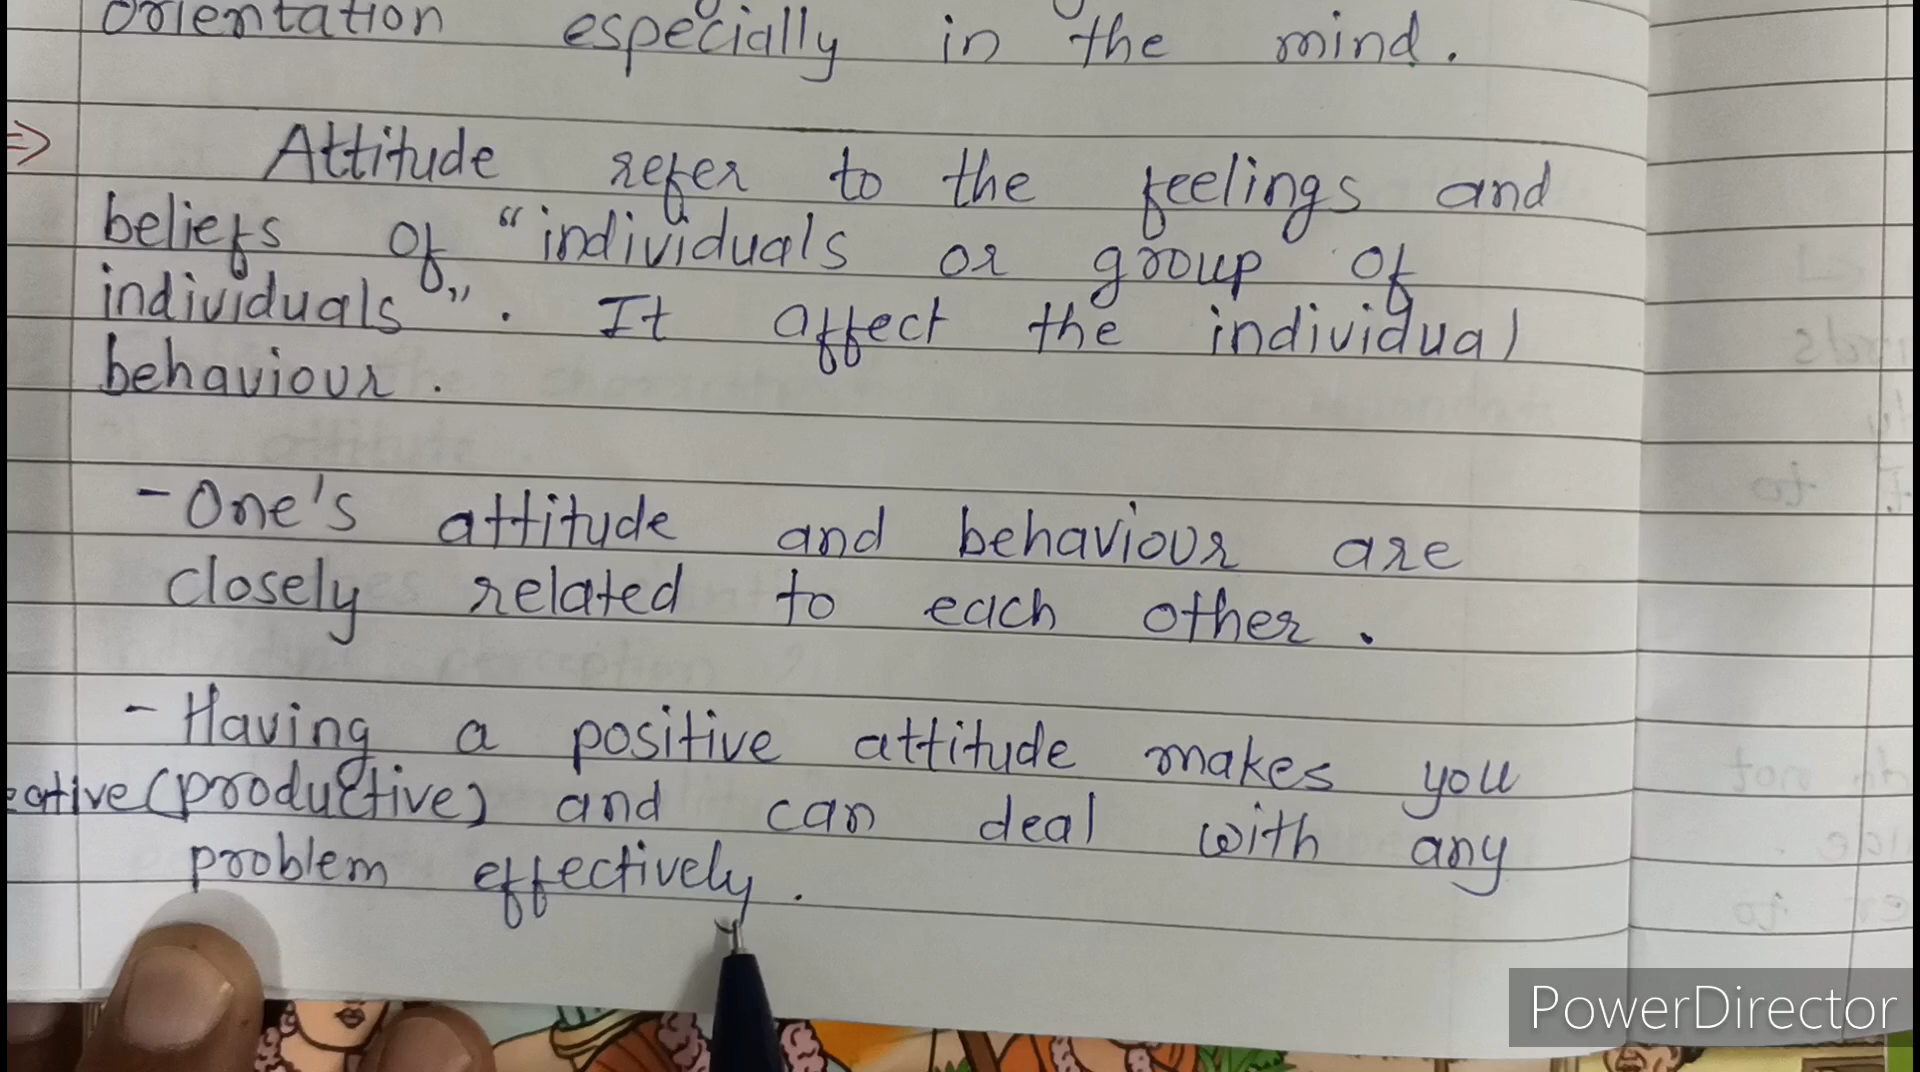 orientation especially in the mind.
⇒ Attitude refer to the feelings and
beliefs of "individuals or group of
individuals". It affect the individual
behaviour.
- One's attitude and behaviour are
closely related to each other.
- Having a positive attitude makes you
(productive) and can deal with any
problem effectively.
PowerDirector